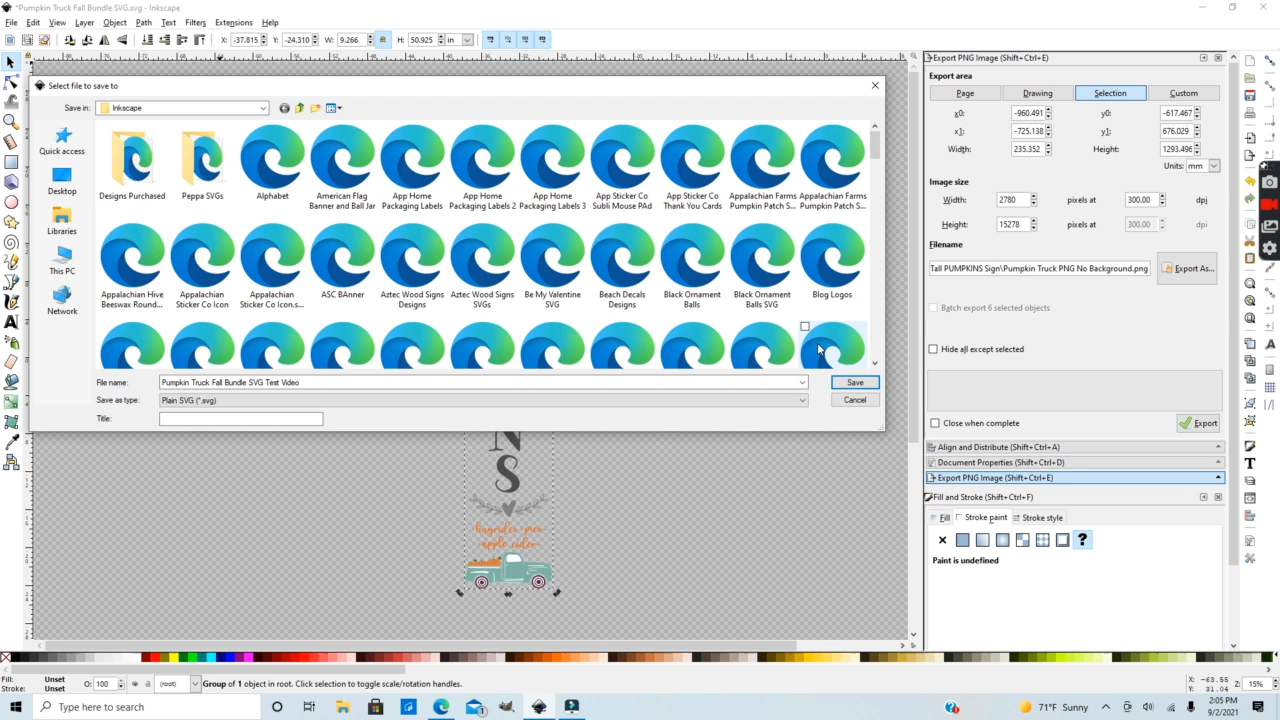 *Pumpkin Truck Fall Bundle SVG.svg - Inkscape
File Edit View Layer Object Path Text Filters Extensions Help
X: -37.815 Y: -24.310 W: 9.266 H: 50.925 in
Select file to save to
Save in: Inkscape
Quick access
Desktop
Libraries
This PC
Network
Designs Purchased
Peppa SVGs
Alphabet
American Flag Banner and Ball Jar
App Home Packaging Labels
App Home Packaging Labels 2
App Home Packaging Labels 3
App Sticker Co Subli Mouse PAd
App Sticker Co Thank You Cards
Appalachian Farms Pumpkin Patch S...
Appalachian Farms Pumpkin Patch S...
Appalachian Hive Beeswax Round...
Appalachian Sticker Co Icon
Appalachian Sticker Co Icon.s...
ASC BAnner
Aztec Wood Signs Designs
Aztec Wood Signs SVGs
Be My Valentine SVG
Beach Decals Designs
Black Ornament Balls
Black Ornament Balls SVG
Blog Logos
File name: Pumpkin Truck Fall Bundle SVG Test Video
Save
Save as type: Plain SVG (*.svg)
Cancel
Title:
N
S
hayrides · pies
· apple cider ·
Export PNG Image (Shift+Ctrl+E)
Export area
Page Drawing Selection Custom
x0: -960.491 y0: -617.467
x1: -725.138 y1: 676.029
Width: 235.352 Height: 1293.496
Units: mm
Image size
Width: 2780 pixels at 300.00 dpi
Height: 15278 pixels at 300.00 dpi
Filename
Tall PUMPKINS Sign\Pumpkin Truck PNG No Background.png Export As...
Batch export 6 selected objects
Hide all except selected
Close when complete Export
Align and Distribute (Shift+Ctrl+A)
Document Properties (Shift+Ctrl+D)
Export PNG Image (Shift+Ctrl+E)
Fill and Stroke (Shift+Ctrl+F)
Fill Stroke paint Stroke style
Paint is undefined
Fill: Unset
Stroke: Unset
O: 100 (root) Group of 1 object in root. Click selection to toggle scale/rotation handles.
X: -63.55
Y: 31.04
Z: 15%
Type here to search
71°F Sunny
2:05 PM
9/2/2021